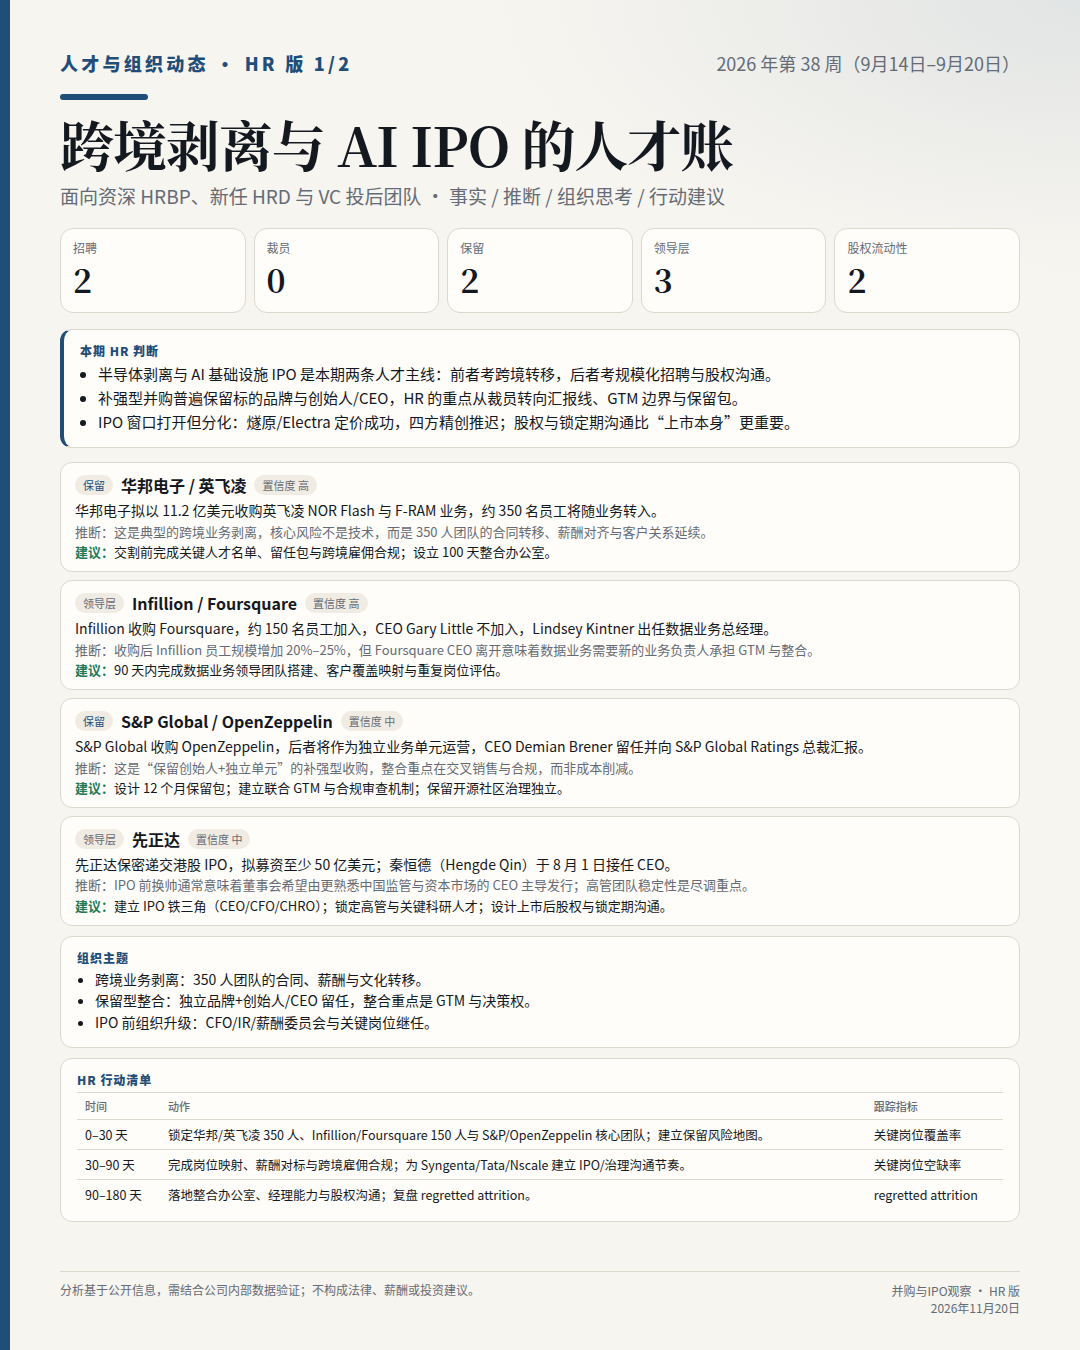 人才与组织动态 · HR 版 1/2
2026 年第 38 周（9月14日–9月20日）
跨境剥离与 AI IPO 的人才账
面向资深 HRBP、新任 HRD 与 VC 投后团队 · 事实 / 推断 / 组织思考 / 行动建议
招聘
2
裁员
0
保留
2
领导层
3
股权流动性
2
本期 HR 判断
• 半导体剥离与 AI 基础设施 IPO 是本期两条人才主线：前者考跨境转移，后者考规模化招聘与股权沟通。
• 补强型并购普遍保留标的品牌与创始人/CEO，HR 的重点从裁员转向汇报线、GTM 边界与保留包。
• IPO 窗口打开但分化：燧原/Electra 定价成功，四方精创推迟；股权与锁定期沟通比“上市本身”更重要。
保留 华邦电子 / 英飞凌 置信度 高
华邦电子拟以 11.2 亿美元收购英飞凌 NOR Flash 与 F-RAM 业务，约 350 名员工将随业务转入。
推断：这是典型的跨境业务剥离，核心风险不是技术，而是 350 人团队的合同转移、薪酬对齐与客户关系延续。
建议：交割前完成关键人才名单、留任包与跨境雇佣合规；设立 100 天整合办公室。
领导层 Infillion / Foursquare 置信度 高
Infillion 收购 Foursquare，约 150 名员工加入，CEO Gary Little 不加入，Lindsey Kintner 出任数据业务总经理。
推断：收购后 Infillion 员工规模增加 20%–25%，但 Foursquare CEO 离开意味着数据业务需要新的业务负责人承担 GTM 与整合。
建议：90 天内完成数据业务领导团队搭建、客户覆盖映射与重复岗位评估。
保留 S&P Global / OpenZeppelin 置信度 中
S&P Global 收购 OpenZeppelin，后者将作为独立业务单元运营，CEO Demian Brener 留任并向 S&P Global Ratings 总裁汇报。
推断：这是“保留创始人+独立单元”的补强型收购，整合重点在交叉销售与合规，而非成本削减。
建议：设计 12 个月保留包；建立联合 GTM 与合规审查机制；保留开源社区治理独立。
领导层 先正达 置信度 中
先正达保密递交港股 IPO，拟募资至少 50 亿美元；秦恒德（Hengde Qin）于 8 月 1 日接任 CEO。
推断：IPO 前换帅通常意味着董事会希望由更熟悉中国监管与资本市场的 CEO 主导发行；高管团队稳定性是尽调重点。
建议：建立 IPO 铁三角（CEO/CFO/CHRO）；锁定高管与关键科研人才；设计上市后股权与锁定期沟通。
组织主题
• 跨境业务剥离：350 人团队的合同、薪酬与文化转移。
• 保留型整合：独立品牌+创始人/CEO 留任，整合重点是 GTM 与决策权。
• IPO 前组织升级：CFO/IR/薪酬委员会与关键岗位继任。
HR 行动清单
时间 动作 跟踪指标
0–30 天 锁定华邦/英飞凌 350 人、Infillion/Foursquare 150 人与 S&P/OpenZeppelin 核心团队；建立保留风险地图。 关键岗位覆盖率
30–90 天 完成岗位映射、薪酬对标与跨境雇佣合规；为 Syngenta/Tata/Nscale 建立 IPO/治理沟通节奏。 关键岗位空缺率
90–180 天 落地整合办公室、经理能力与股权沟通；复盘 regretted attrition。 regretted attrition
分析基于公开信息，需结合公司内部数据验证；不构成法律、薪酬或投资建议。
并购与IPO观察 · HR 版
2026年11月20日